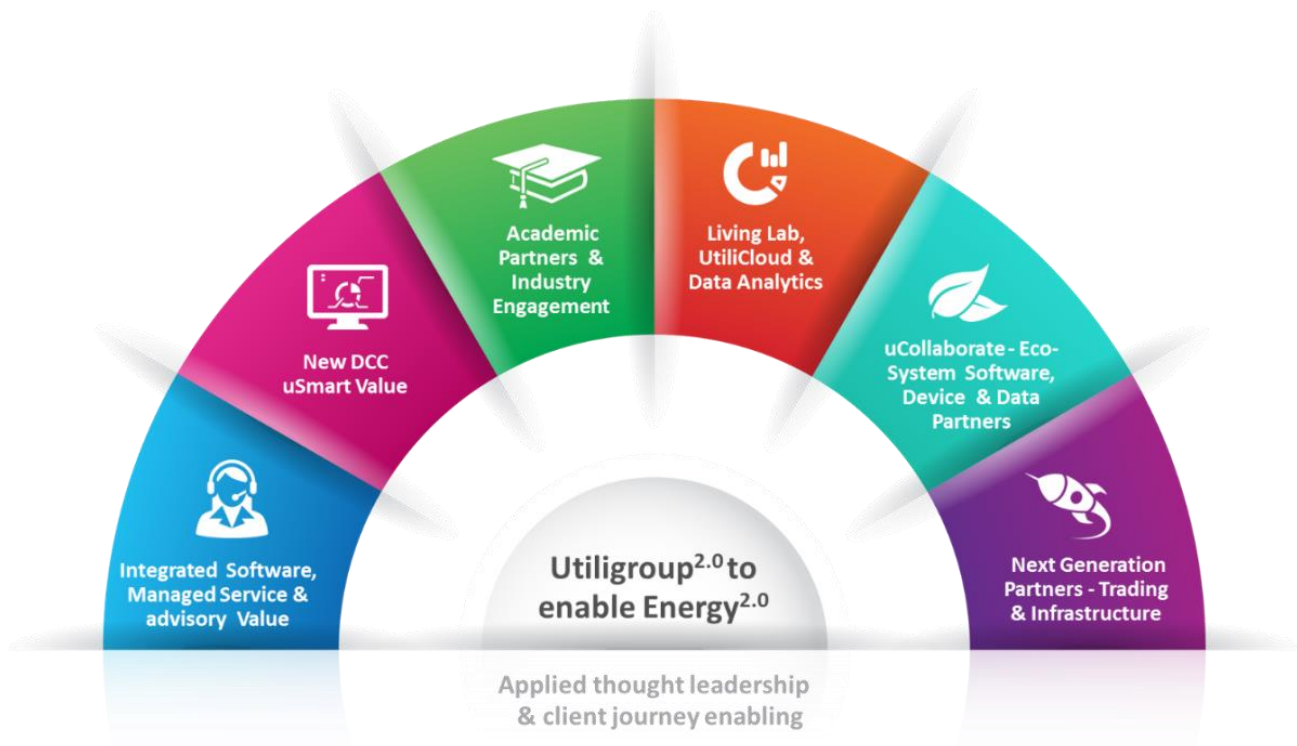 Integrated Software,
Managed Service &
advisory Value
New DCC
uSmart Value
Academic
Partners &
Industry
Engagement
Living Lab,
UtiliCloud &
Data Analytics
uCollaborate - Eco-
System Software,
Device & Data
Partners
Next Generation
Partners - Trading
& Infrastructure
Utiligroup2.0 to
enable Energy2.0
Applied thought leadership
& client journey enabling